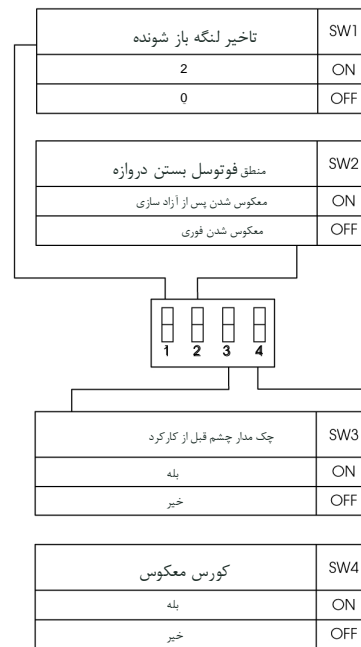 تاخیر لنگه باز شونده SW1
2 ON
0 OFF
منطق فوتوسل بستن دروازه SW2
معکوس شدن پس از آزاد سازی ON
معکوس شدن فوری OFF
1 2 3 4
چک مدار چشم قبل از کارکرد SW3
بله ON
خیر OFF
کورس معکوس SW4
بله ON
خیر OFF